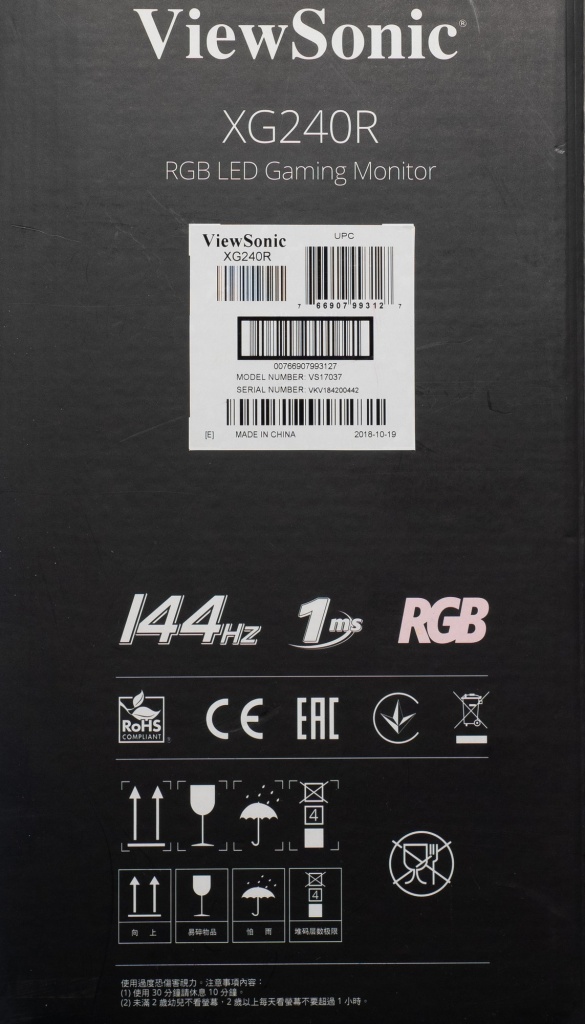 ViewSonic®
XG240R
RGB LED Gaming Monitor
ViewSonic
XG240R
UPC
7 66907 99312 7
00766907993127
MODEL NUMBER: VS17037
SERIAL NUMBER: VKV184200442
[E] MADE IN CHINA 2018-10-19
144Hz 1ms RGB
RoHS
COMPLIANT
CE EAC
4
4
向 上 易碎物品 怕 雨 堆码层数极限
使用過度恐傷害視力，注意事項內容：
(1) 使用 30 分鐘請休息 10 分鐘。
(2) 未滿 2 歲幼兒不看螢幕，2 歲以上每天看螢幕不要超過 1 小時。